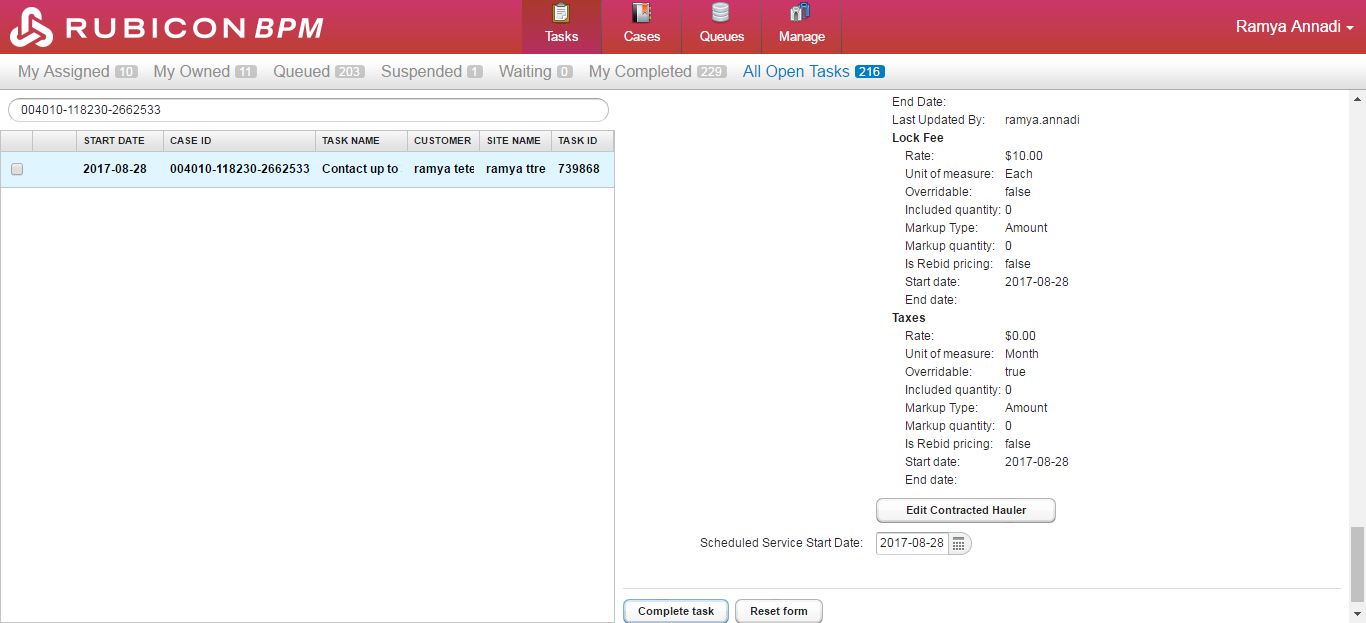 RUBICON BPM
Tasks Cases Queues Manage
Ramya Annadi
My Assigned 10 My Owned 11 Queued 203 Suspended 1 Waiting 0 My Completed 229 All Open Tasks 216
004010-118230-2662533
START DATE CASE ID TASK NAME CUSTOMER SITE NAME TASK ID
2017-08-28 004010-118230-2662533 Contact up to ramya tete ramya ttre 739868
End Date:
Last Updated By: ramya.annadi
Lock Fee
Rate: $10.00
Unit of measure: Each
Overridable: false
Included quantity: 0
Markup Type: Amount
Markup quantity: 0
Is Rebid pricing: false
Start date: 2017-08-28
End date:
Taxes
Rate: $0.00
Unit of measure: Month
Overridable: true
Included quantity: 0
Markup Type: Amount
Markup quantity: 0
Is Rebid pricing: false
Start date: 2017-08-28
End date:
Edit Contracted Hauler
Scheduled Service Start Date: 2017-08-28
Complete task Reset form